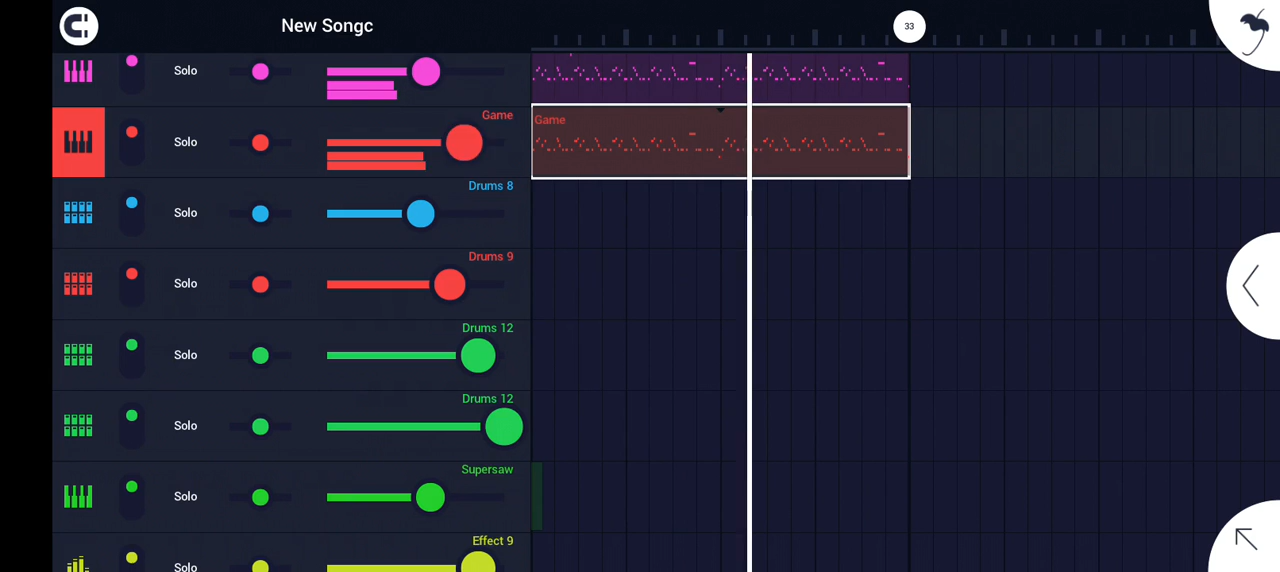 New Songc
33
Solo
Game
Solo
Game
Drums 8
Solo
Drums 9
Solo
Drums 12
Solo
Drums 12
Solo
Supersaw
Solo
Effect 9
Solo